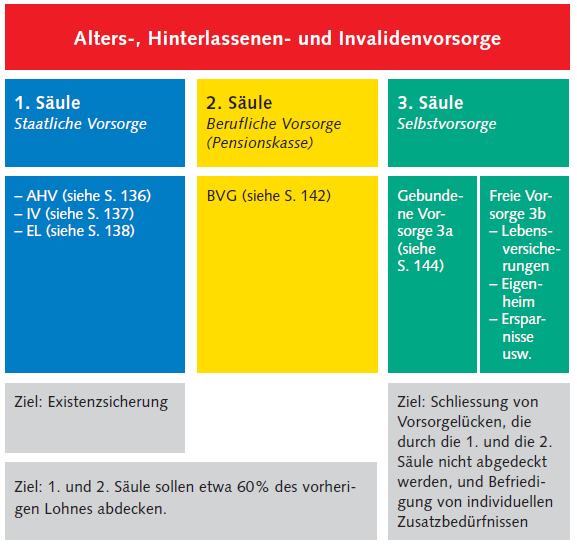 Alters-, Hinterlassenen- und Invalidenvorsorge
1. Säule
Staatliche Vorsorge
2. Säule
Berufliche Vorsorge
(Pensionskasse)
3. Säule
Selbstvorsorge
– AHV (siehe S. 136)
– IV (siehe S. 137)
– EL (siehe S. 138)
BVG (siehe S. 142)
Gebunde-
ne Vor-
sorge 3a
(siehe
S. 144)
Freie Vor-
sorge 3b
– Lebens-
versiche-
rungen
– Eigen-
heim
– Erspar-
nisse
usw.
Ziel: Existenzsicherung
Ziel: 1. und 2. Säule sollen etwa 60% des vorheri-
gen Lohnes abdecken.
Ziel: Schliessung von
Vorsorgelücken, die
durch die 1. und die 2.
Säule nicht abgedeckt
werden, und Befriedi-
gung von individuellen
Zusatzbedürfnissen